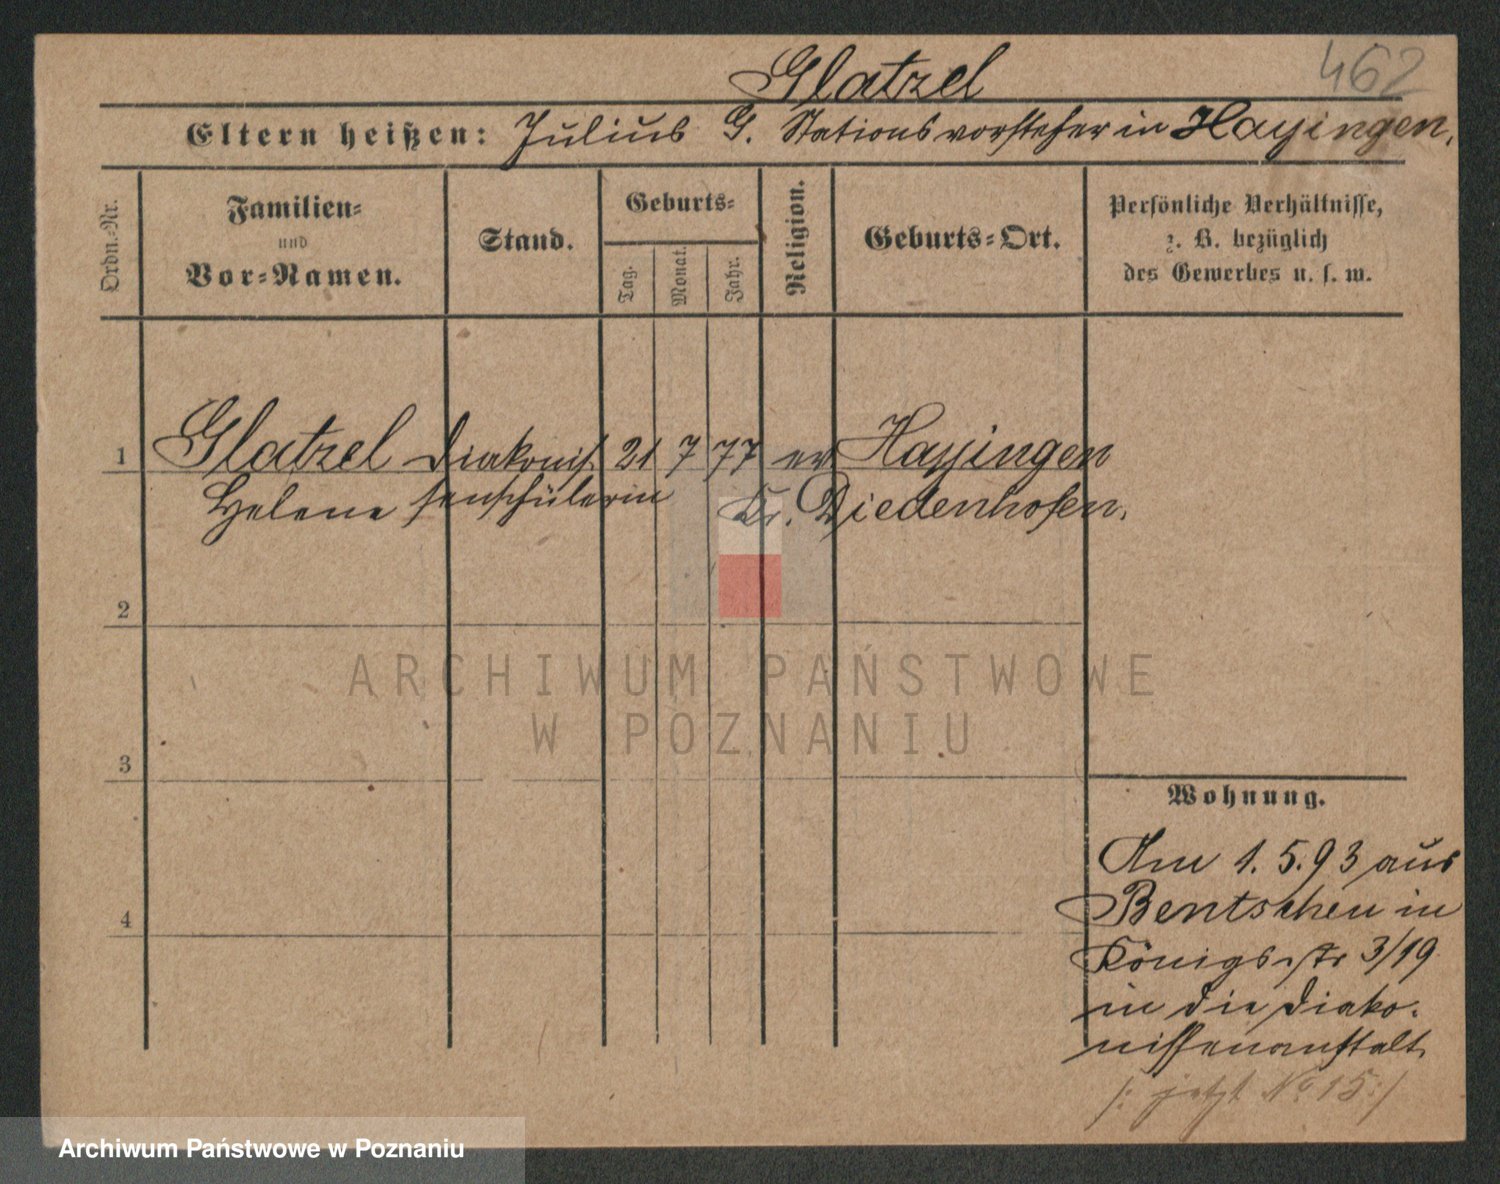 Glatzel
462
Eltern heißen: Julius G. Stationsvorsteher in Hayingen.
Ordn.-Nr.
Familien-
und
Vor-Namen.
Stand.
Geburts-
Tag.
Monat.
Jahr.
Religion.
Geburts-Ort.
Persönliche Verhältnisse,
z. B. bezüglich
des Gewerbes u. s. w.
1 Glatzel Diakonis 21 7 77 ev Hayingen
Helene senschülerin Kr. Diedenhofen.
2
3
4
Wohnung.
Am 1.5.93 aus
Bentschen in
Königsstr 3/19
in die Diako-
nissenanstalt
/: jetzt No 15 :/
ARCHIWUM PAŃSTWOWE
W POZNANIU
Archiwum Państwowe w Poznaniu